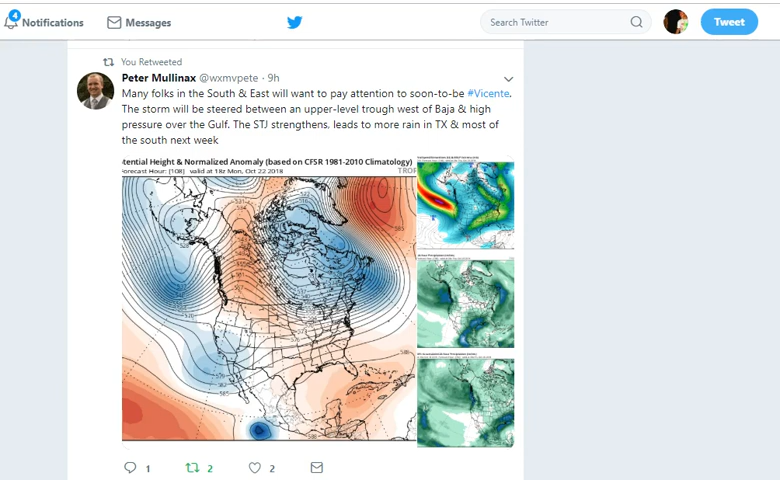 4
Notifications
Messages
Search Twitter
Tweet
You Retweeted
Peter Mullinax @wxmvpete · 9h
Many folks in the South & East will want to pay attention to soon-to-be #Vicente.
The storm will be steered between an upper-level trough west of Baja & high
pressure over the Gulf. The STJ strengthens, leads to more rain in TX & most of
the south next week
tential Height & Normalized Anomaly (based on CFSR 1981-2010 Climatology)
Forecast Hour: [108] valid at 18z Mon, Oct 22 2018
TROP
1
2
2